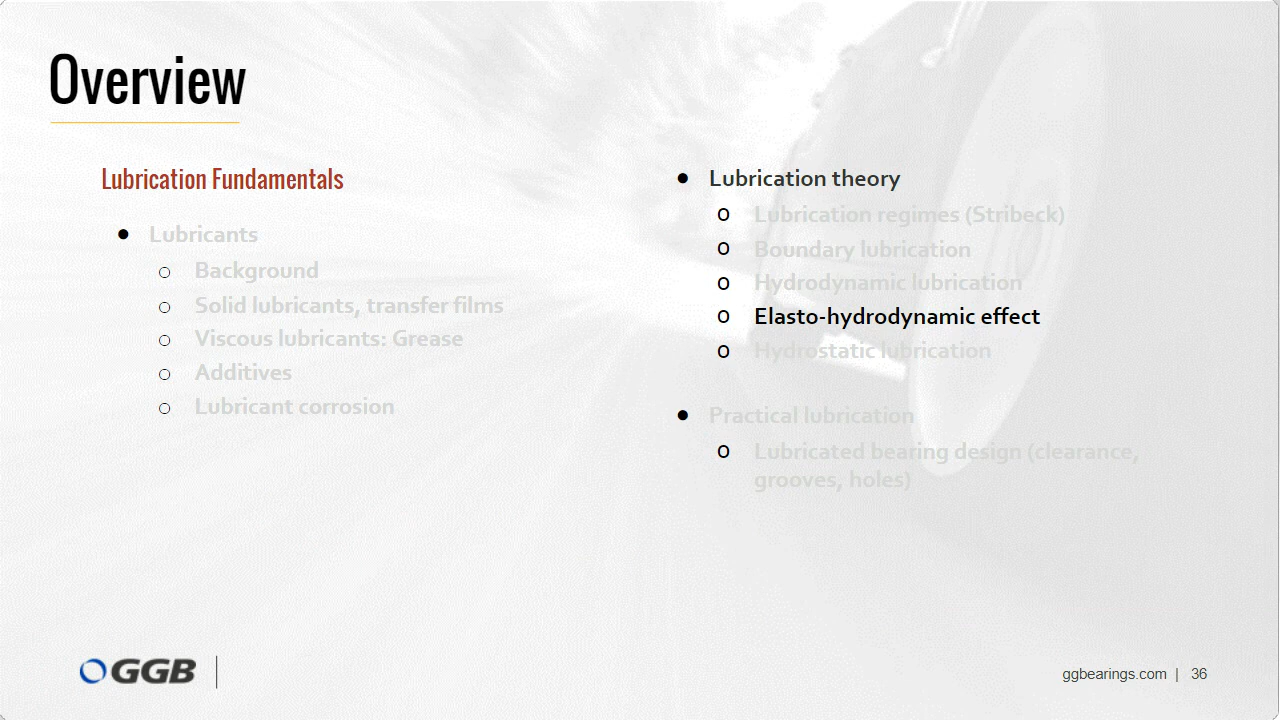 Overview
Lubrication Fundamentals
● Lubricants
o Background
o Solid lubricants, transfer films
o Viscous lubricants: Grease
o Additives
o Lubricant corrosion
● Lubrication theory
o Lubrication regimes (Stribeck)
o Boundary lubrication
o Hydrodynamic lubrication
o Elasto-hydrodynamic effect
o Hydrostatic lubrication
● Practical lubrication
o Lubricated bearing design (clearance,
grooves, holes)
GGB
ggbearings.com | 36